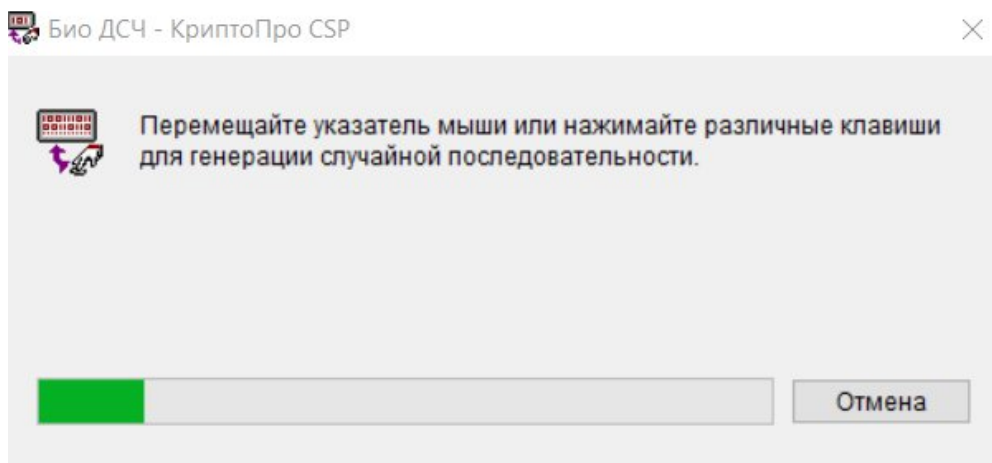 Био ДСЧ - КриптоПро CSP
Перемещайте указатель мыши или нажимайте различные клавиши
для генерации случайной последовательности.
Отмена